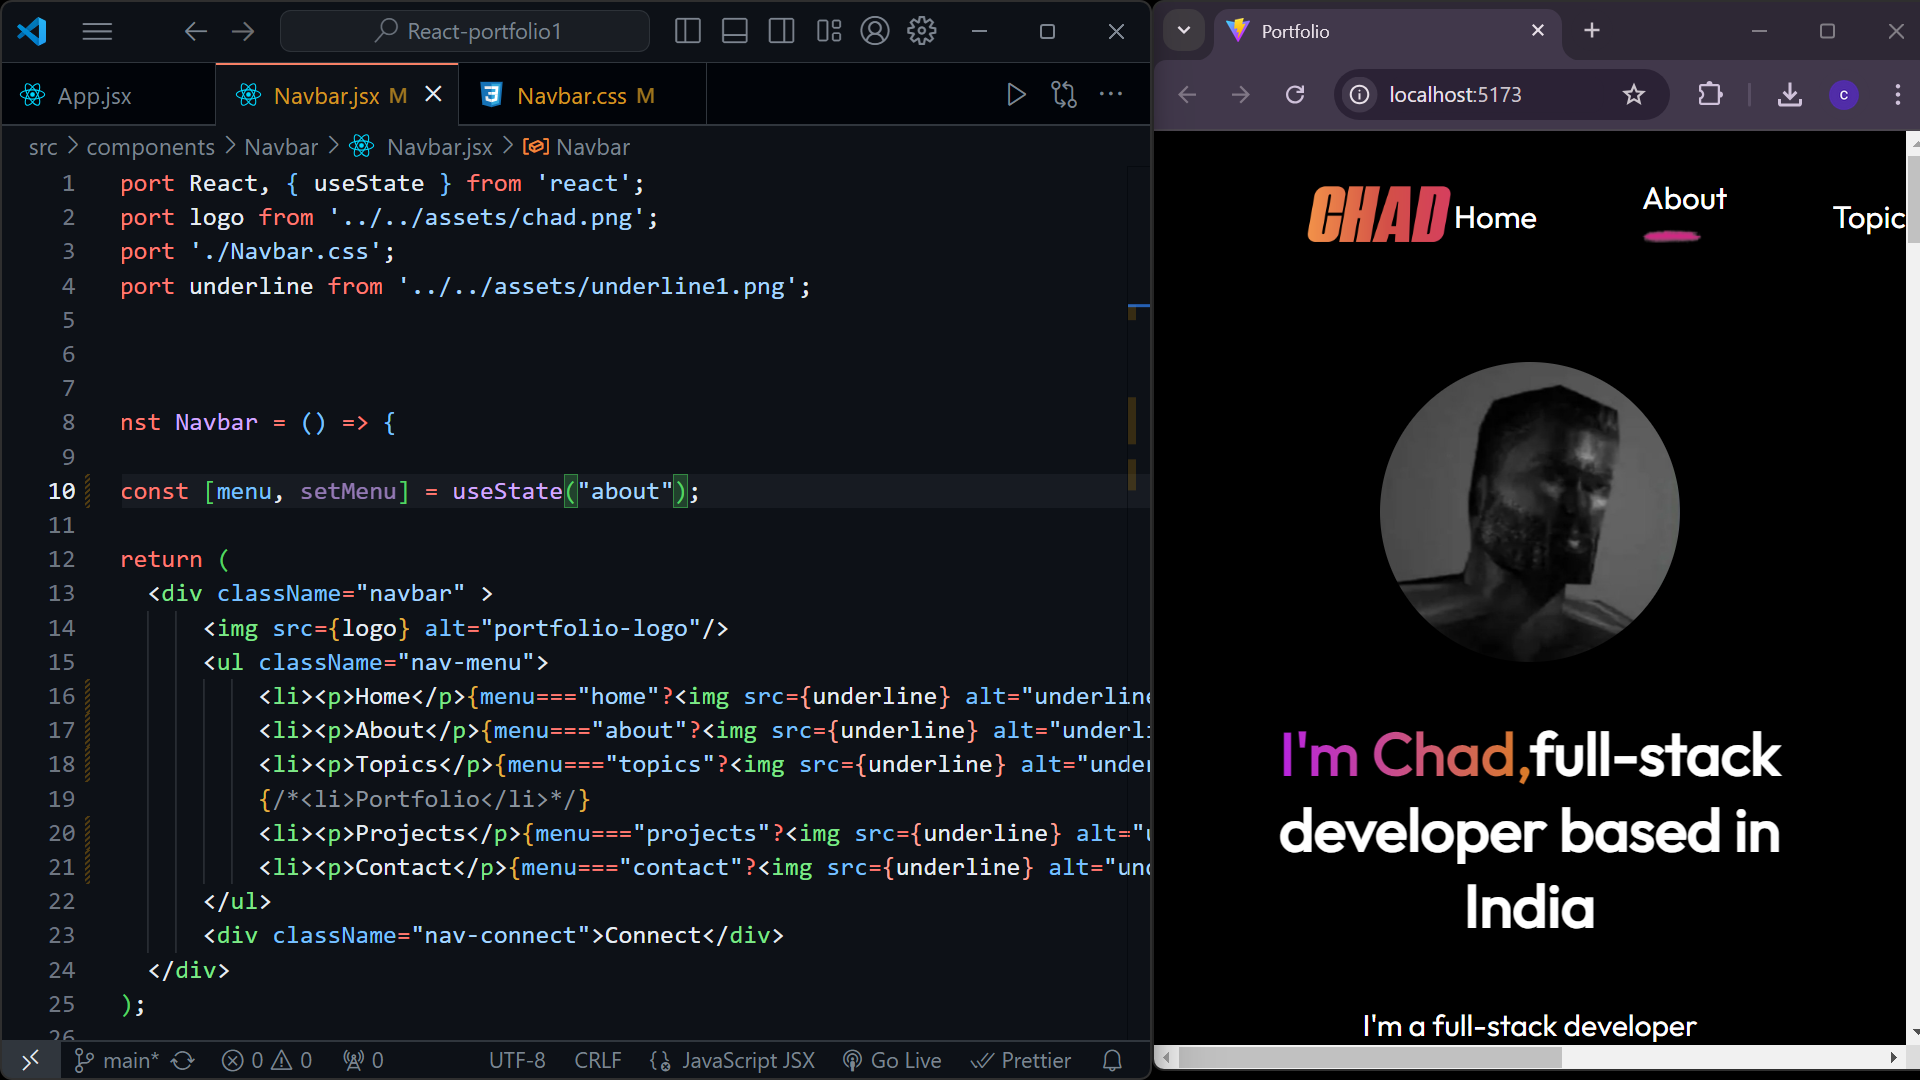 React-portfolio1
App.jsx
Navbar.jsx M
Navbar.css M
src > components > Navbar > Navbar.jsx > Navbar
1 port React, { useState } from 'react';
2 port logo from '../../assets/chad.png';
3 port './Navbar.css';
4 port underline from '../../assets/underline1.png';
5
6
7
8 nst Navbar = () => {
9
10 const [menu, setMenu] = useState("about");
11
12 return (
13 <div className="navbar" >
14 <img src={logo} alt="portfolio-logo"/>
15 <ul className="nav-menu">
16 <li><p>Home</p>{menu==="home"?<img src={underline} alt="underline
17 <li><p>About</p>{menu==="about"?<img src={underline} alt="underli
18 <li><p>Topics</p>{menu==="topics"?<img src={underline} alt="under
19 {/*<li>Portfolio</li>*/}
20 <li><p>Projects</p>{menu==="projects"?<img src={underline} alt="u
21 <li><p>Contact</p>{menu==="contact"?<img src={underline} alt="und
22 </ul>
23 <div className="nav-connect">Connect</div>
24 </div>
25 );
26
main* 0 0 0 UTF-8 CRLF JavaScript JSX Go Live Prettier
Portfolio
localhost:5173
c
CHAD Home About Topic
I'm Chad,full-stack
developer based in
India
I'm a full-stack developer